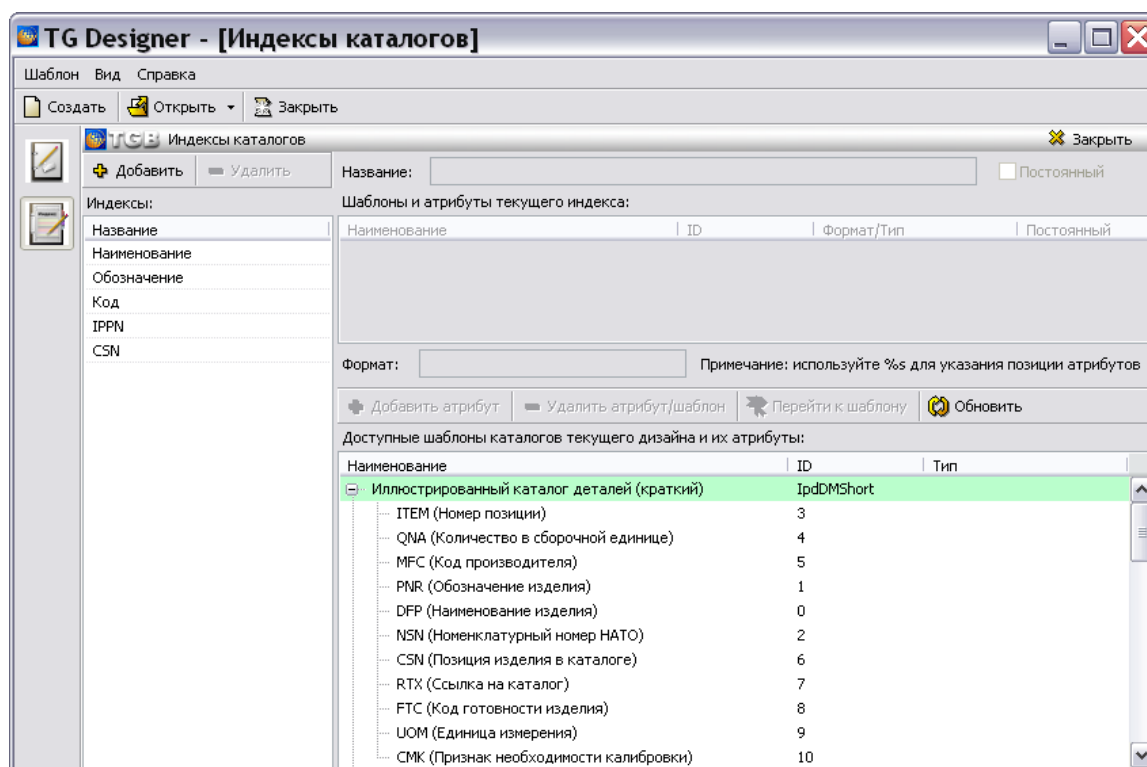 TG Designer - [Индексы каталогов]
Шаблон Вид Справка
Создать Открыть Закрыть
TGB Индексы каталогов Закрыть
Добавить Удалить
Название: Постоянный
Индексы:
Название
Наименование
Обозначение
Код
IPPN
CSN
Шаблоны и атрибуты текущего индекса:
Наименование ID Формат/Тип Постоянный
Формат: Примечание: используйте %s для указания позиции атрибутов
Добавить атрибут Удалить атрибут/шаблон Перейти к шаблону Обновить
Доступные шаблоны каталогов текущего дизайна и их атрибуты:
Наименование ID Тип
Иллюстрированный каталог деталей (краткий) IpdDMShort
ITEM (Номер позиции) 3
QNA (Количество в сборочной единице) 4
MFC (Код производителя) 5
PNR (Обозначение изделия) 1
DFP (Наименование изделия) 0
NSN (Номенклатурный номер НАТО) 2
CSN (Позиция изделия в каталоге) 6
RTX (Ссылка на каталог) 7
FTC (Код готовности изделия) 8
UOM (Единица измерения) 9
CMK (Признак необходимости калибровки) 10